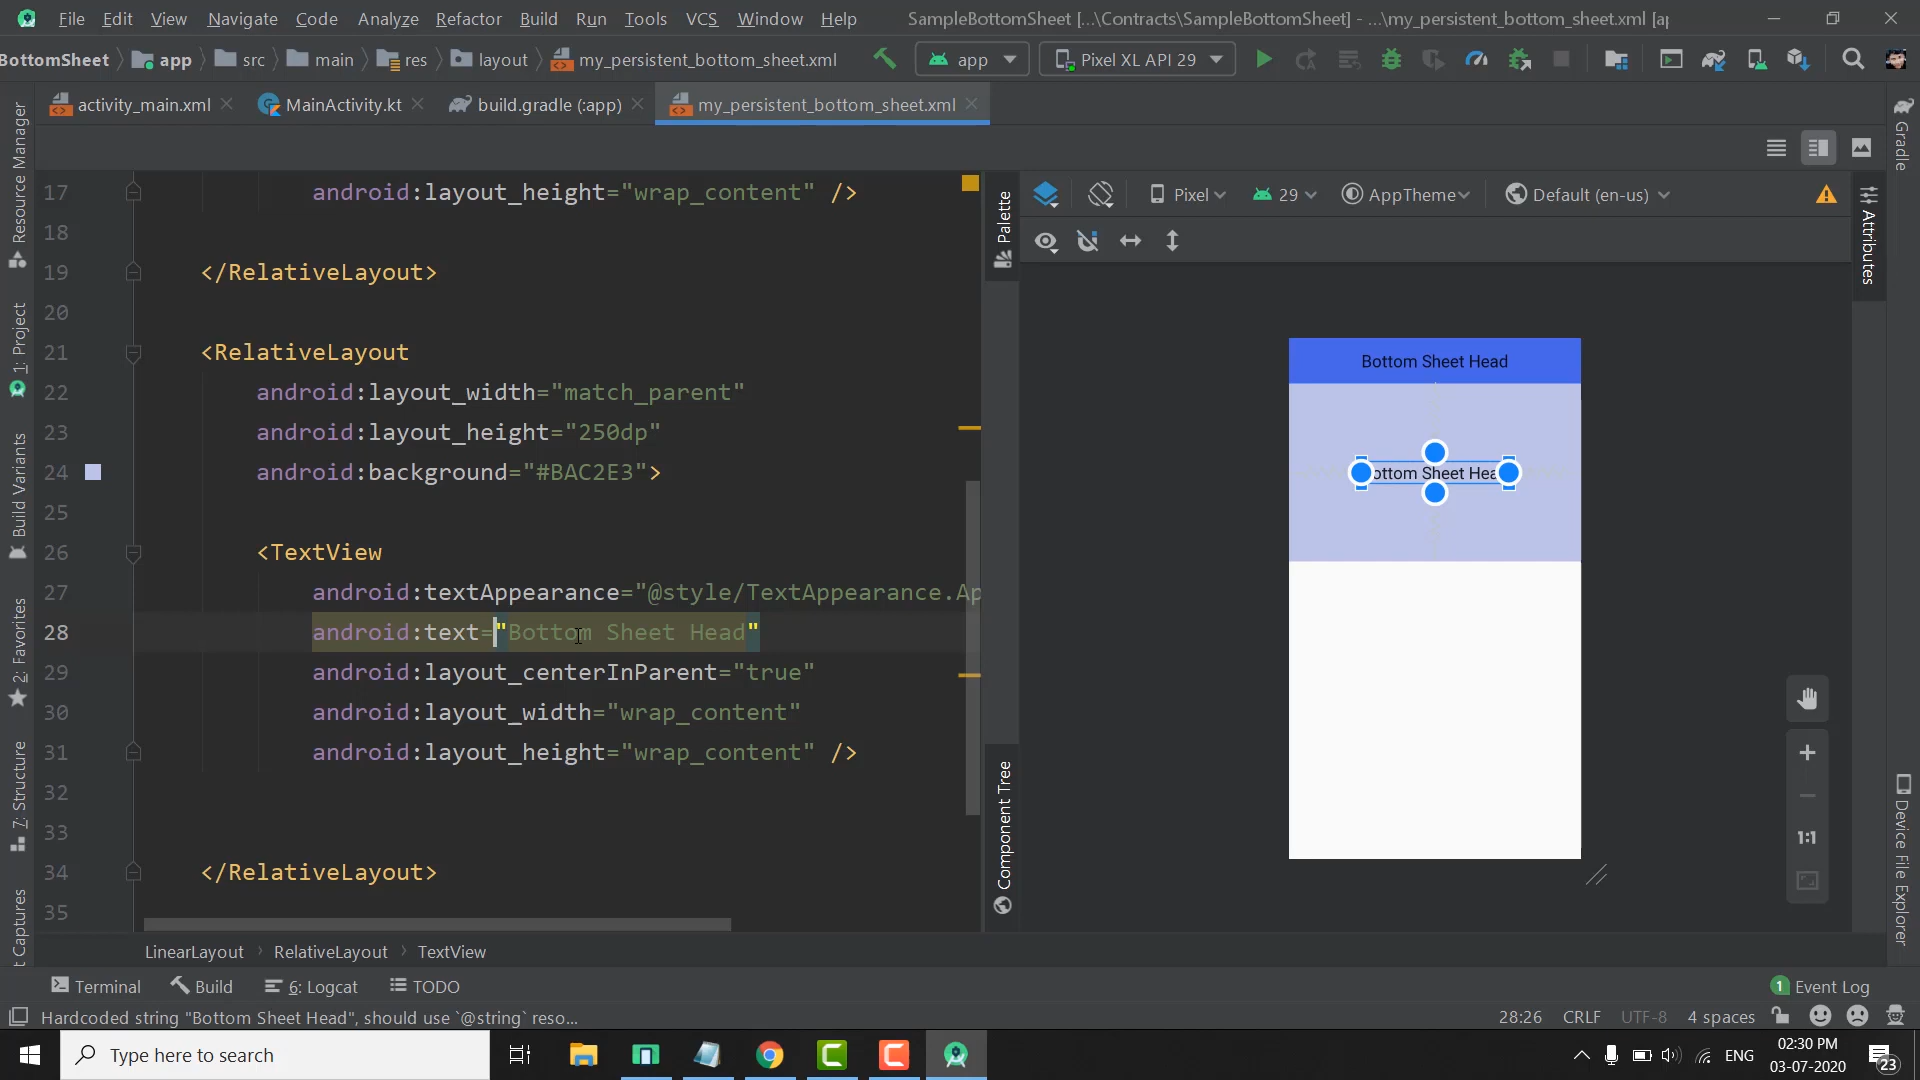 File Edit View Navigate Code Analyze Refactor Build Run Tools VCS Window Help SampleBottomSheet [...\Contracts\SampleBottomSheet] - ...\my_persistent_bottom_sheet.xml [ap
BottomSheet app src main res layout my_persistent_bottom_sheet.xml app Pixel XL API 29
activity_main.xml MainActivity.kt build.gradle (:app) my_persistent_bottom_sheet.xml
Resource Manager
1: Project
Build Variants
2: Favorites
7: Structure
t Captures
17 android:layout_height="wrap_content" />
18
19 </RelativeLayout>
20
21 <RelativeLayout
22 android:layout_width="match_parent"
23 android:layout_height="250dp"
24 android:background="#BAC2E3">
25
26 <TextView
27 android:textAppearance="@style/TextAppearance.Ap
28 android:text="Bottom Sheet Head"
29 android:layout_centerInParent="true"
30 android:layout_width="wrap_content"
31 android:layout_height="wrap_content" />
32
33
34 </RelativeLayout>
35
LinearLayout RelativeLayout TextView
Palette
Component Tree
Pixel 29 AppTheme Default (en-us)
Bottom Sheet Head
ottom Sheet Hea
1:1
Attributes
Gradle
Device File Explorer
Terminal Build 6: Logcat TODO 1 Event Log
Hardcoded string "Bottom Sheet Head", should use `@string` reso... 28:26 CRLF UTF-8 4 spaces
Type here to search ENG 02:30 PM
03-07-2020 23